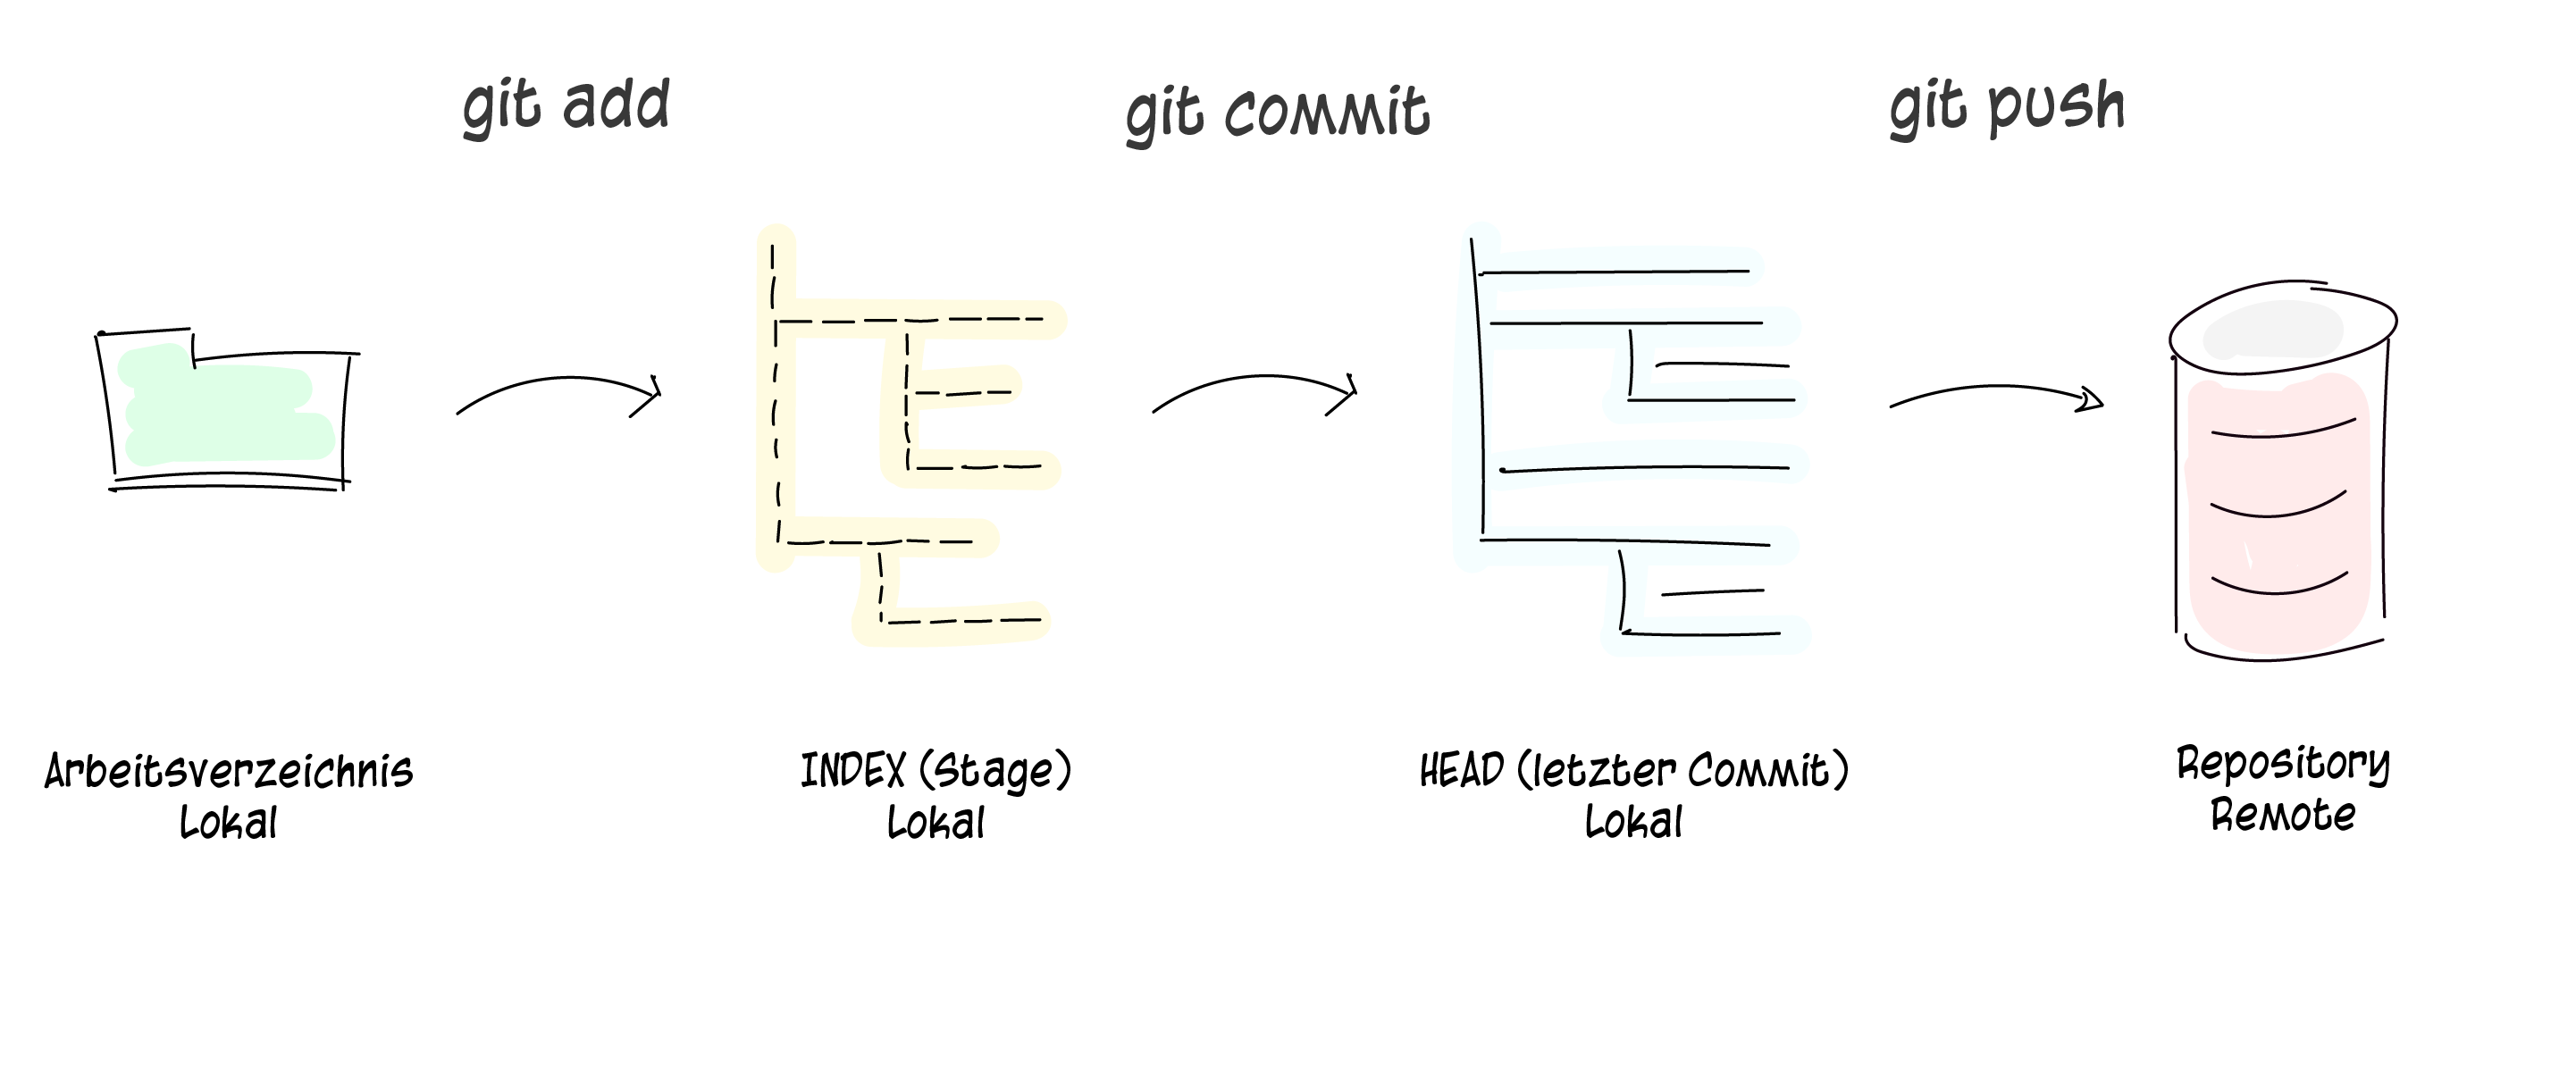 git add
git commit
git push
Arbeitsverzeichnis
Lokal
INDEX (Stage)
Lokal
HEAD (letzter Commit)
Lokal
Repository
Remote